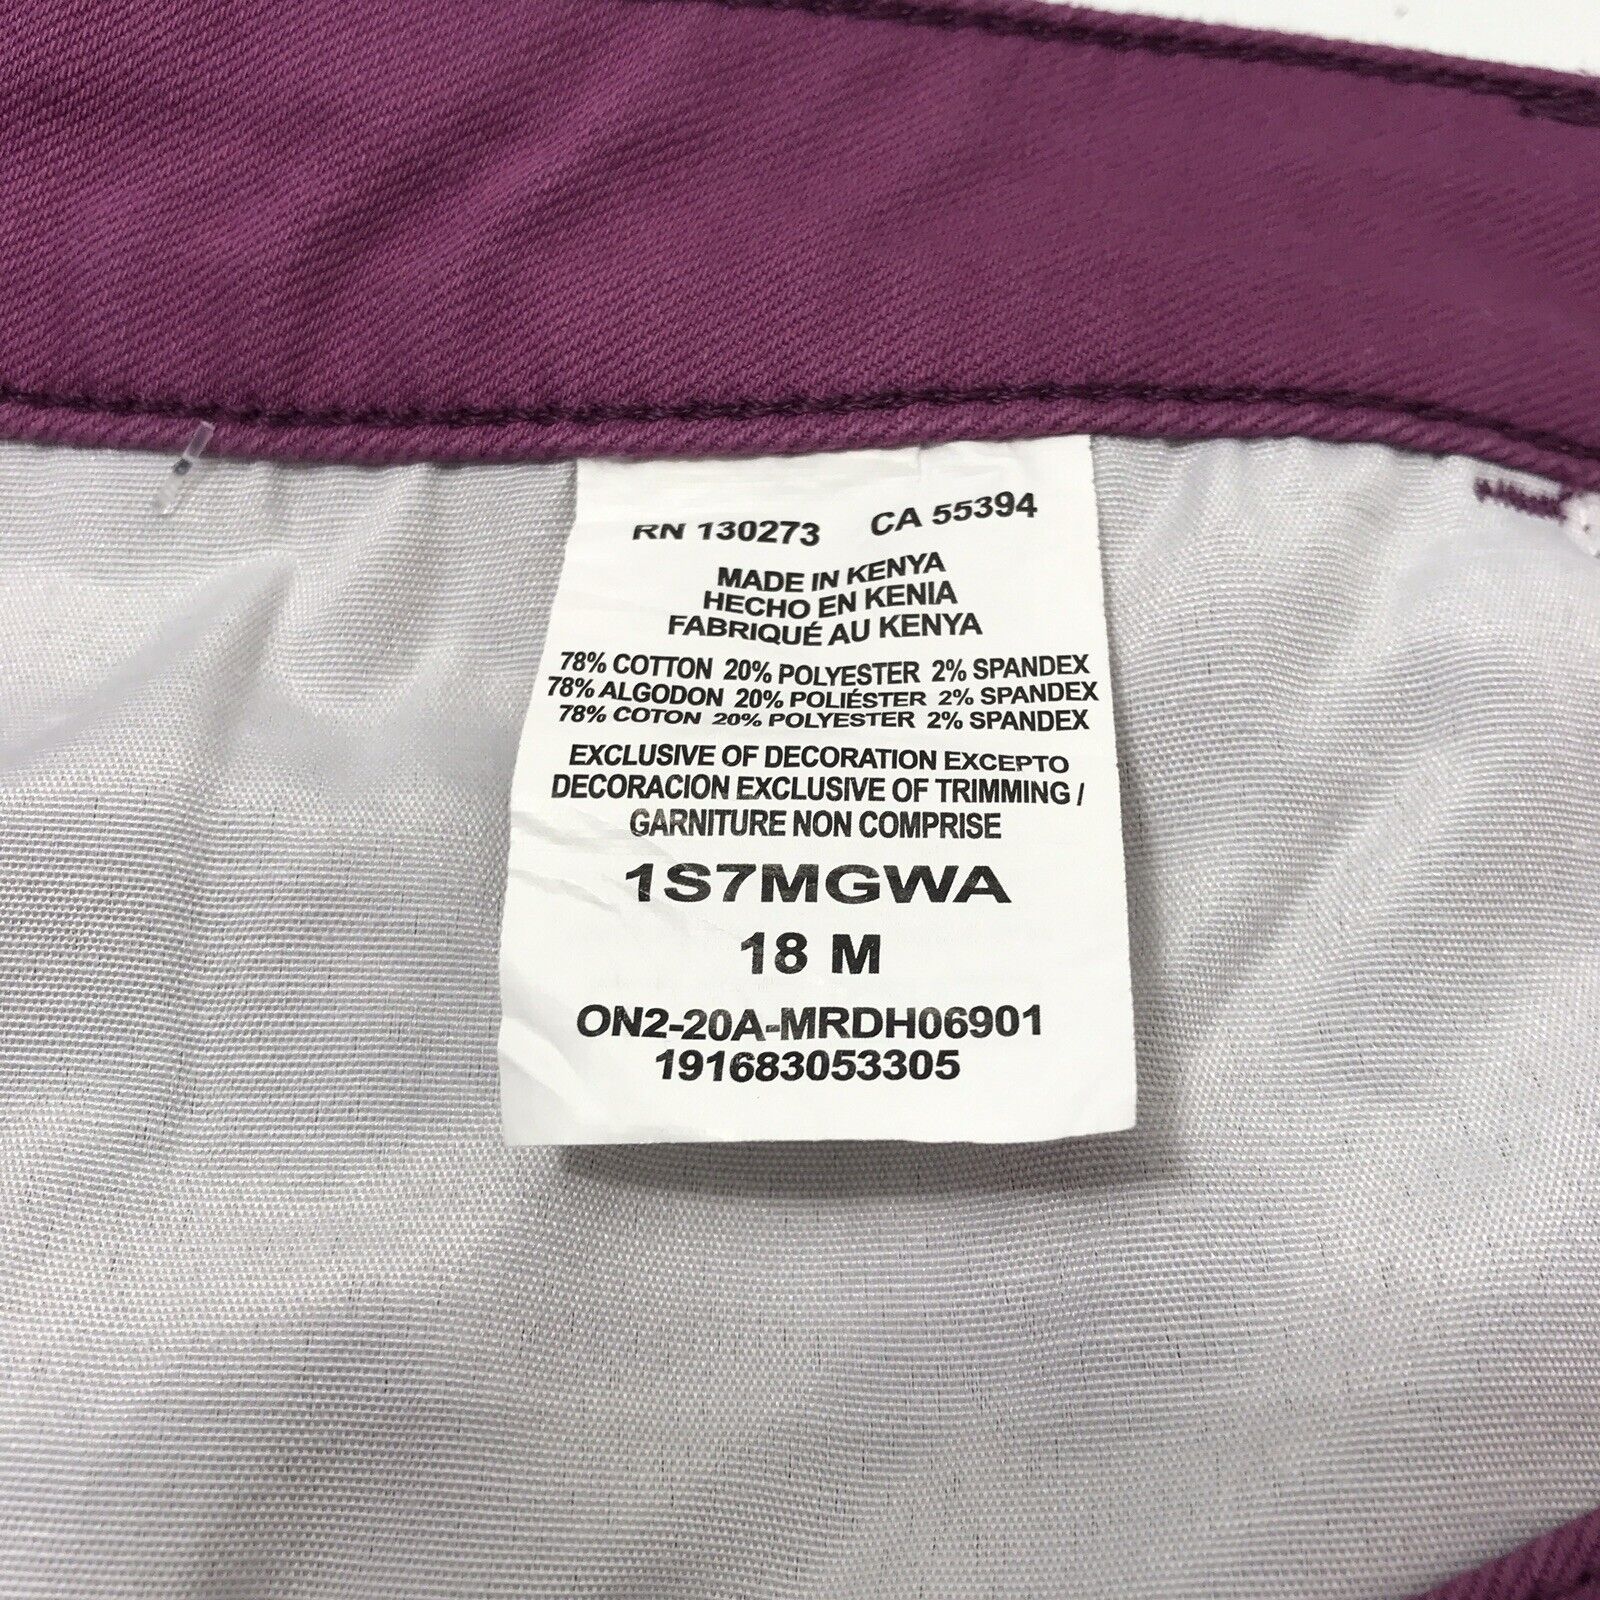 RN 130273 CA 55394
MADE IN KENYA
HECHO EN KENIA
FABRIQUÉ AU KENYA
78% COTTON 20% POLYESTER 2% SPANDEX
78% ALGODON 20% POLIÉSTER 2% SPANDEX
78% COTON 20% POLYESTER 2% SPANDEX
EXCLUSIVE OF DECORATION EXCEPTO
DECORACION EXCLUSIVE OF TRIMMING /
GARNITURE NON COMPRISE
1S7MGWA
18 M
ON2-20A-MRDH06901
191683053305